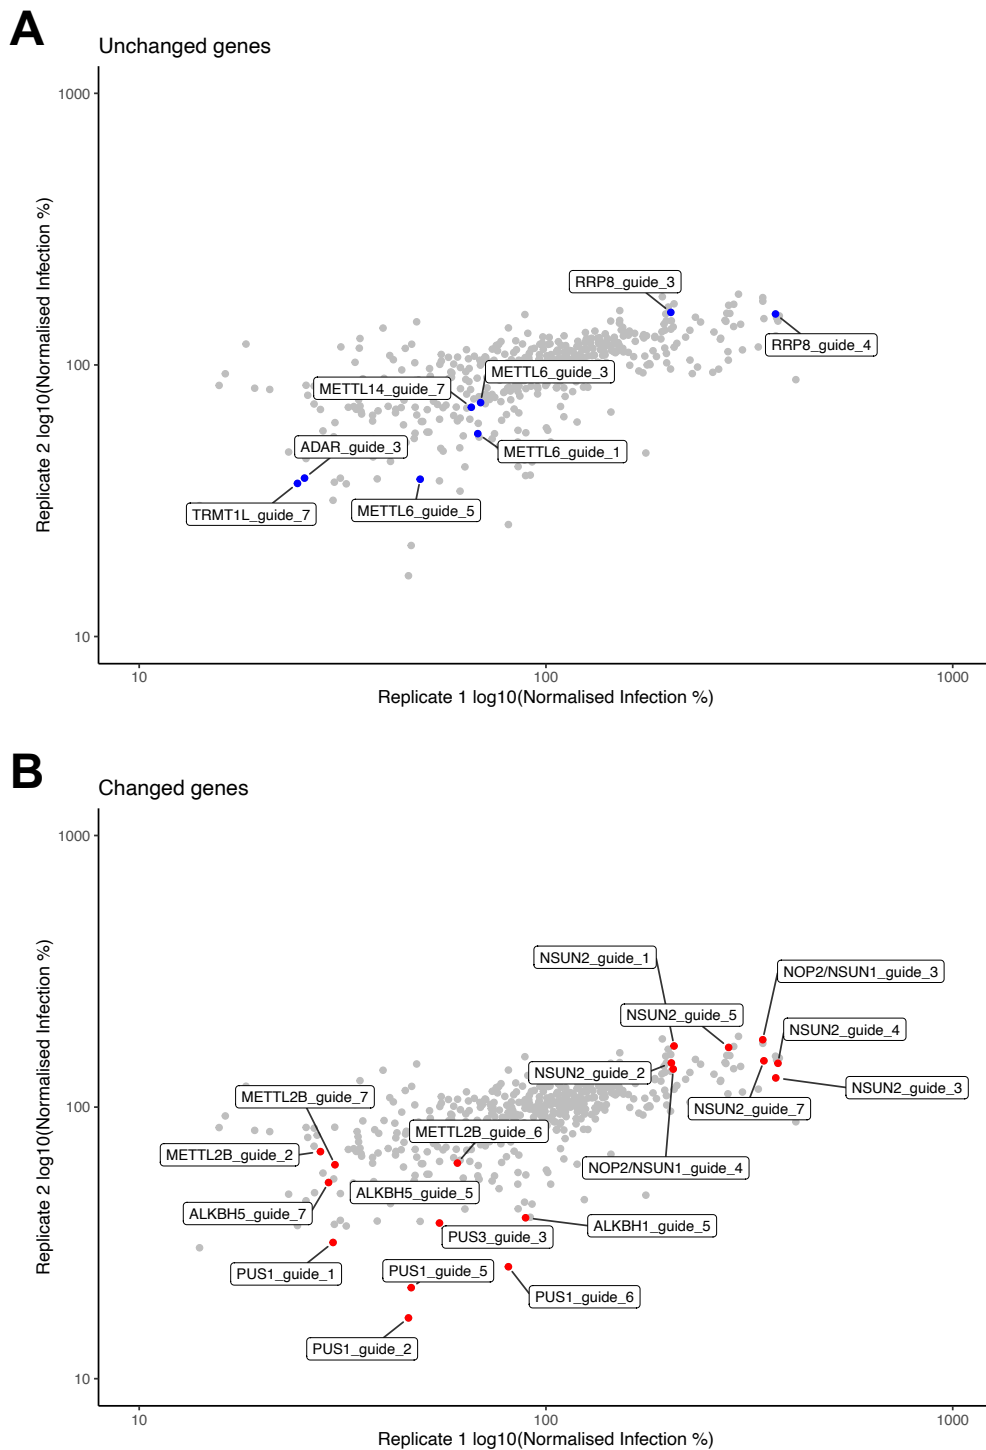 A
Unchanged genes
1000
RRP8_guide_3
RRP8_guide_4
100
METTL6_guide_3
METTL14_guide_7
ADAR_guide_3
METTL6_guide_1
TRMT1L_guide_7
METTL6_guide_5
10
Replicate 2 log10(Normalised Infection %)
10
100
1000
Replicate 1 log10(Normalised Infection %)
B
Changed genes
1000
NSUN2_guide_1
NOP2/NSUN1_guide_3
NSUN2_guide_5
NSUN2_guide_4
NSUN2_guide_2
NSUN2_guide_3
METTL2B_guide_7
100
NSUN2_guide_7
METTL2B_guide_6
METTL2B_guide_2
NOP2/NSUN1_guide_4
ALKBH5_guide_5
ALKBH5_guide_7
ALKBH1_guide_5
PUS3_guide_3
PUS1_guide_1
PUS1_guide_5
PUS1_guide_6
PUS1_guide_2
10
Replicate 2 log10(Normalised Infection %)
10
100
1000
Replicate 1 log10(Normalised Infection %)